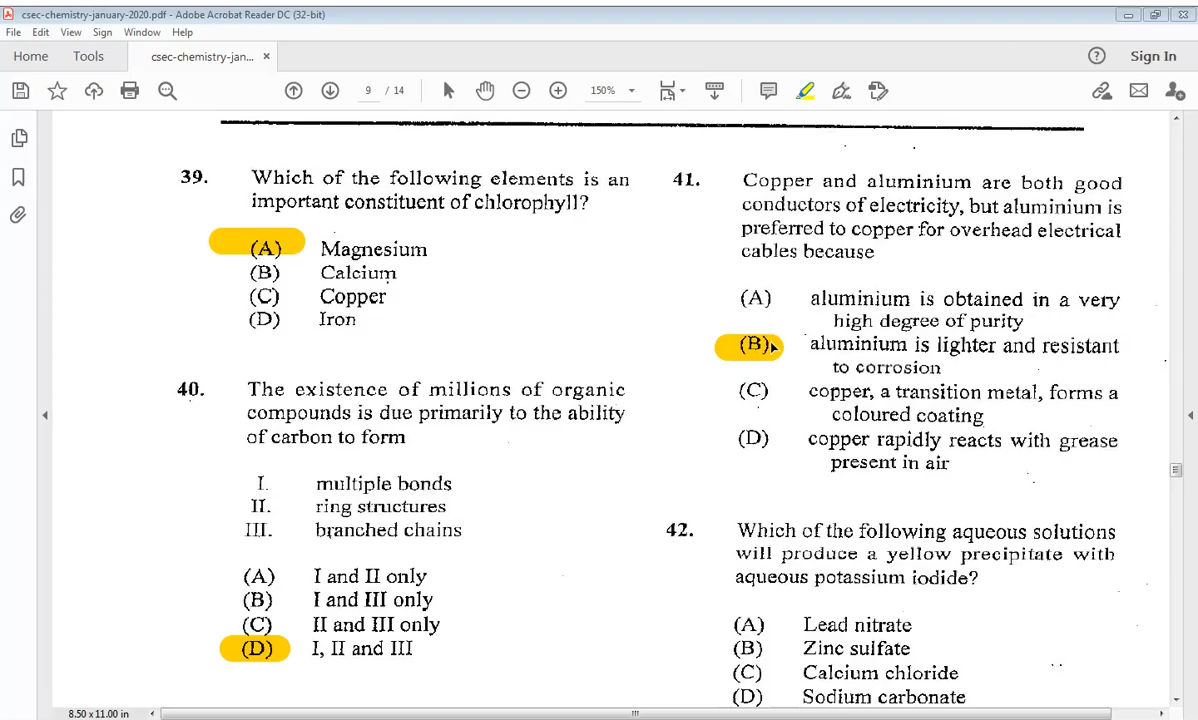 csec-chemistry-january-2020.pdf - Adobe Acrobat Reader DC (32-bit)
File Edit View Sign Window Help
Home Tools csec-chemistry-jan... × ? Sign In
9 / 14 150%
39. Which of the following elements is an
important constituent of chlorophyll?
(A) Magnesium
(B) Calcium
(C) Copper
(D) Iron
40. The existence of millions of organic
compounds is due primarily to the ability
of carbon to form
I. multiple bonds
II. ring structures
III. branched chains
(A) I and II only
(B) I and III only
(C) II and III only
(D) I, II and III
41. Copper and aluminium are both good
conductors of electricity, but aluminium is
preferred to copper for overhead electrical
cables because
(A) aluminium is obtained in a very
high degree of purity
(B) aluminium is lighter and resistant
to corrosion
(C) copper, a transition metal, forms a
coloured coating
(D) copper rapidly reacts with grease
present in air
42. Which of the following aqueous solutions
will produce a yellow precipitate with
aqueous potassium iodide?
(A) Lead nitrate
(B) Zinc sulfate
(C) Calcium chloride
(D) Sodium carbonate
8.50 x 11.00 in